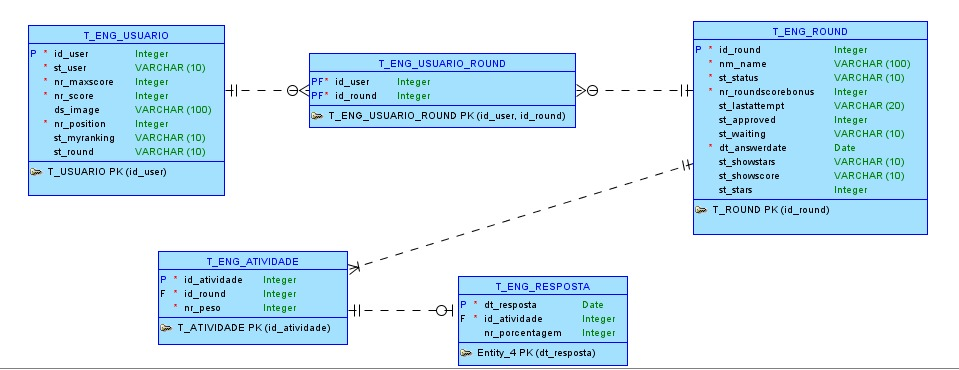 T_ENG_USUARIO
P * id_user Integer
* st_user VARCHAR (10)
* nr_maxscore Integer
* nr_score Integer
ds_image VARCHAR (100)
* nr_position Integer
st_myranking VARCHAR (10)
st_round VARCHAR (10)
T_USUARIO PK (id_user)
T_ENG_USUARIO_ROUND
PF* id_user Integer
PF* id_round Integer
T_ENG_USUARIO_ROUND PK (id_user, id_round)
T_ENG_ROUND
P * id_round Integer
* nm_name VARCHAR (100)
* st_status VARCHAR (10)
* nr_roundscorebonus Integer
st_lastattempt VARCHAR (20)
st_approved Integer
st_waiting VARCHAR (10)
* dt_answerdate Date
st_showstars VARCHAR (10)
st_showscore VARCHAR (10)
st_stars Integer
T_ROUND PK (id_round)
T_ENG_ATIVIDADE
P * id_atividade Integer
F * id_round Integer
* nr_peso Integer
T_ATIVIDADE PK (id_atividade)
T_ENG_RESPOSTA
P * dt_resposta Date
F * id_atividade Integer
nr_porcentagem Integer
Entity_4 PK (dt_resposta)